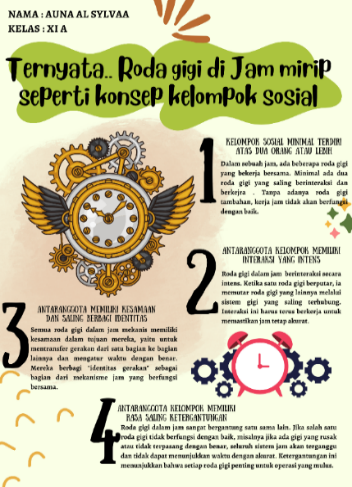 NAMA : AUNA AL SYLVAA
KELAS : XI A
Ternyata.. Roda gigi di Jam mirip
seperti konsep kelompok sosial
1
KELOMPOK SOSIAL MINIMAL TERDIRI
ATAS DUA ORANG ATAU LEBIH
Dalam sebuah jam, ada beberapa roda gigi
yang bekerja bersama. Minimal ada dua
roda gigi yang saling berinteraksi dan
berkejra . Tanpa adanya roda gigi
tambahan, kerja jam tidak akan berfungsi
dengan baik.
2
ANTARANGGOTA KELOMPOK MEMILIKI
INTERAKSI YANG INTENS
Roda gigi dalam jam berinteraksi secara
intens. Ketika satu roda gigi berputar, ia
memutar roda gigi yang lainnya melalui
sistem gigi yang saling terhubung.
Interaksi ini harus terus berkerja untuk
memastikan jam tetap akurat.
3
ANTARANGGOTA MEMILIKI KESAMAAN
DAN SALING BERBAGI IDENTITAS
Semua roda gigi dalam jam mekanis memiliki
kesamaan dalam tujuan mereka, yaitu untuk
mentransfer gerakan dari satu bagian ke bagian
lainnya dan mengatur waktu dengan benar.
Mereka berbagi "identitas gerakan" sebagai
bagian dari mekanisme jam yang berfungsi
bersama.
4
ANTARANGGOTA KELOMPOK MEMILIKI
RASA SALING KETERGANTUNGAN
Roda gigi dalam jam sangat bergantung satu sama lain. Jika salah satu
roda gigi tidak berfungsi dengan baik, misalnya jika ada gigi yang rusak
atau tidak terpasang dengan benar, seluruh sistem jam akan terganggu
dan tidak dapat menunjukkan waktu dengan akurat. Ketergantungan ini
menunjukkan bahwa setiap roda gigi penting untuk operasi yang mulus.